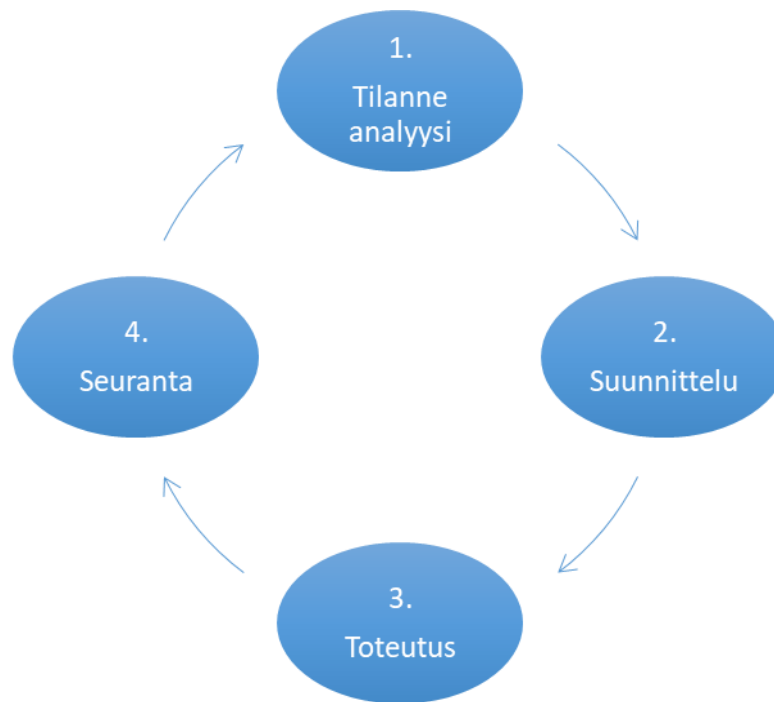 1.
Tilanne
analyysi
2.
Suunnittelu
3.
Toteutus
4.
Seuranta